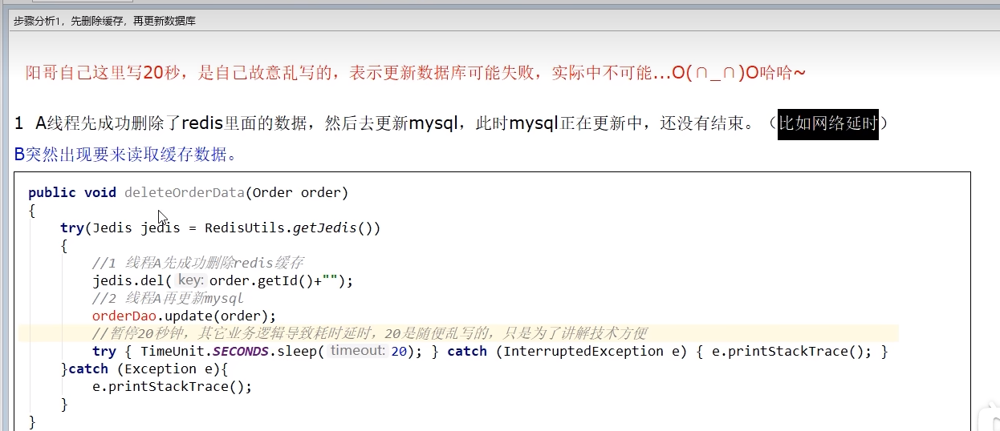 步骤分析1，先删除缓存，再更新数据库
阳哥自己这里写20秒，是自己故意乱写的，表示更新数据库可能失败，实际中不可能...O(∩_∩)O哈哈~
1 A线程先成功删除了redis里面的数据，然后去更新mysql，此时mysql正在更新中，还没有结束。（比如网络延时）
B突然出现要来读取缓存数据。
public void deleteOrderData(Order order)
{
try(Jedis jedis = RedisUtils.getJedis())
{
//1 线程A先成功删除redis缓存
jedis.del( key: order.getId()+"");
//2 线程A再更新mysql
orderDao.update(order);
//暂停20秒钟，其它业务逻辑导致耗时延时，20是随便乱写的，只是为了讲解技术方便
try { TimeUnit.SECONDS.sleep( timeout: 20); } catch (InterruptedException e) { e.printStackTrace(); }
}catch (Exception e){
e.printStackTrace();
}
}